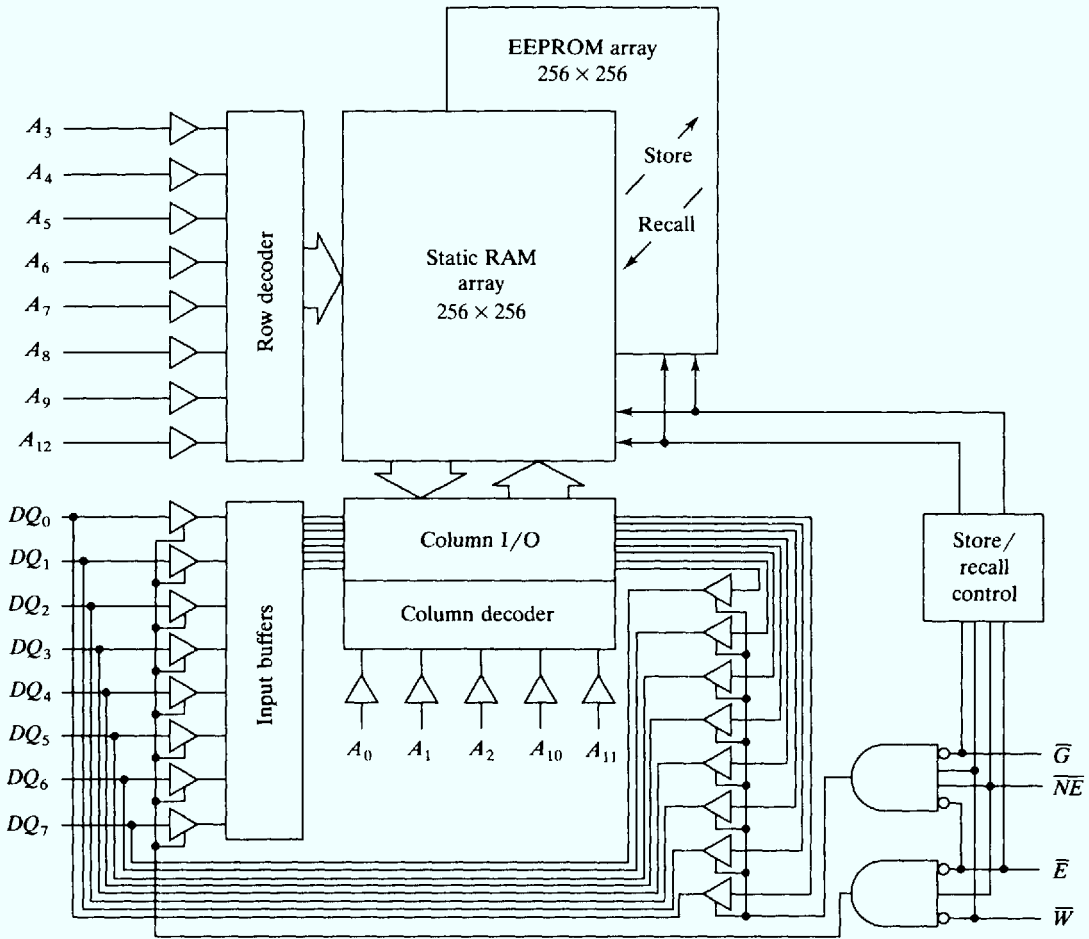 EEPROM array
256 × 256
Store
Recall
Static RAM
array
256 × 256
A₃
A₄
A₅
A₆
A₇
A₈
A₉
A₁₂
Row decoder
DQ₀
DQ₁
DQ₂
DQ₃
DQ₄
DQ₅
DQ₆
DQ₇
Input buffers
Column I/O
Column decoder
A₀
A₁
A₂
A₁₀
A₁₁
Store/
recall
control
G̅
N̅E̅
E̅
W̅